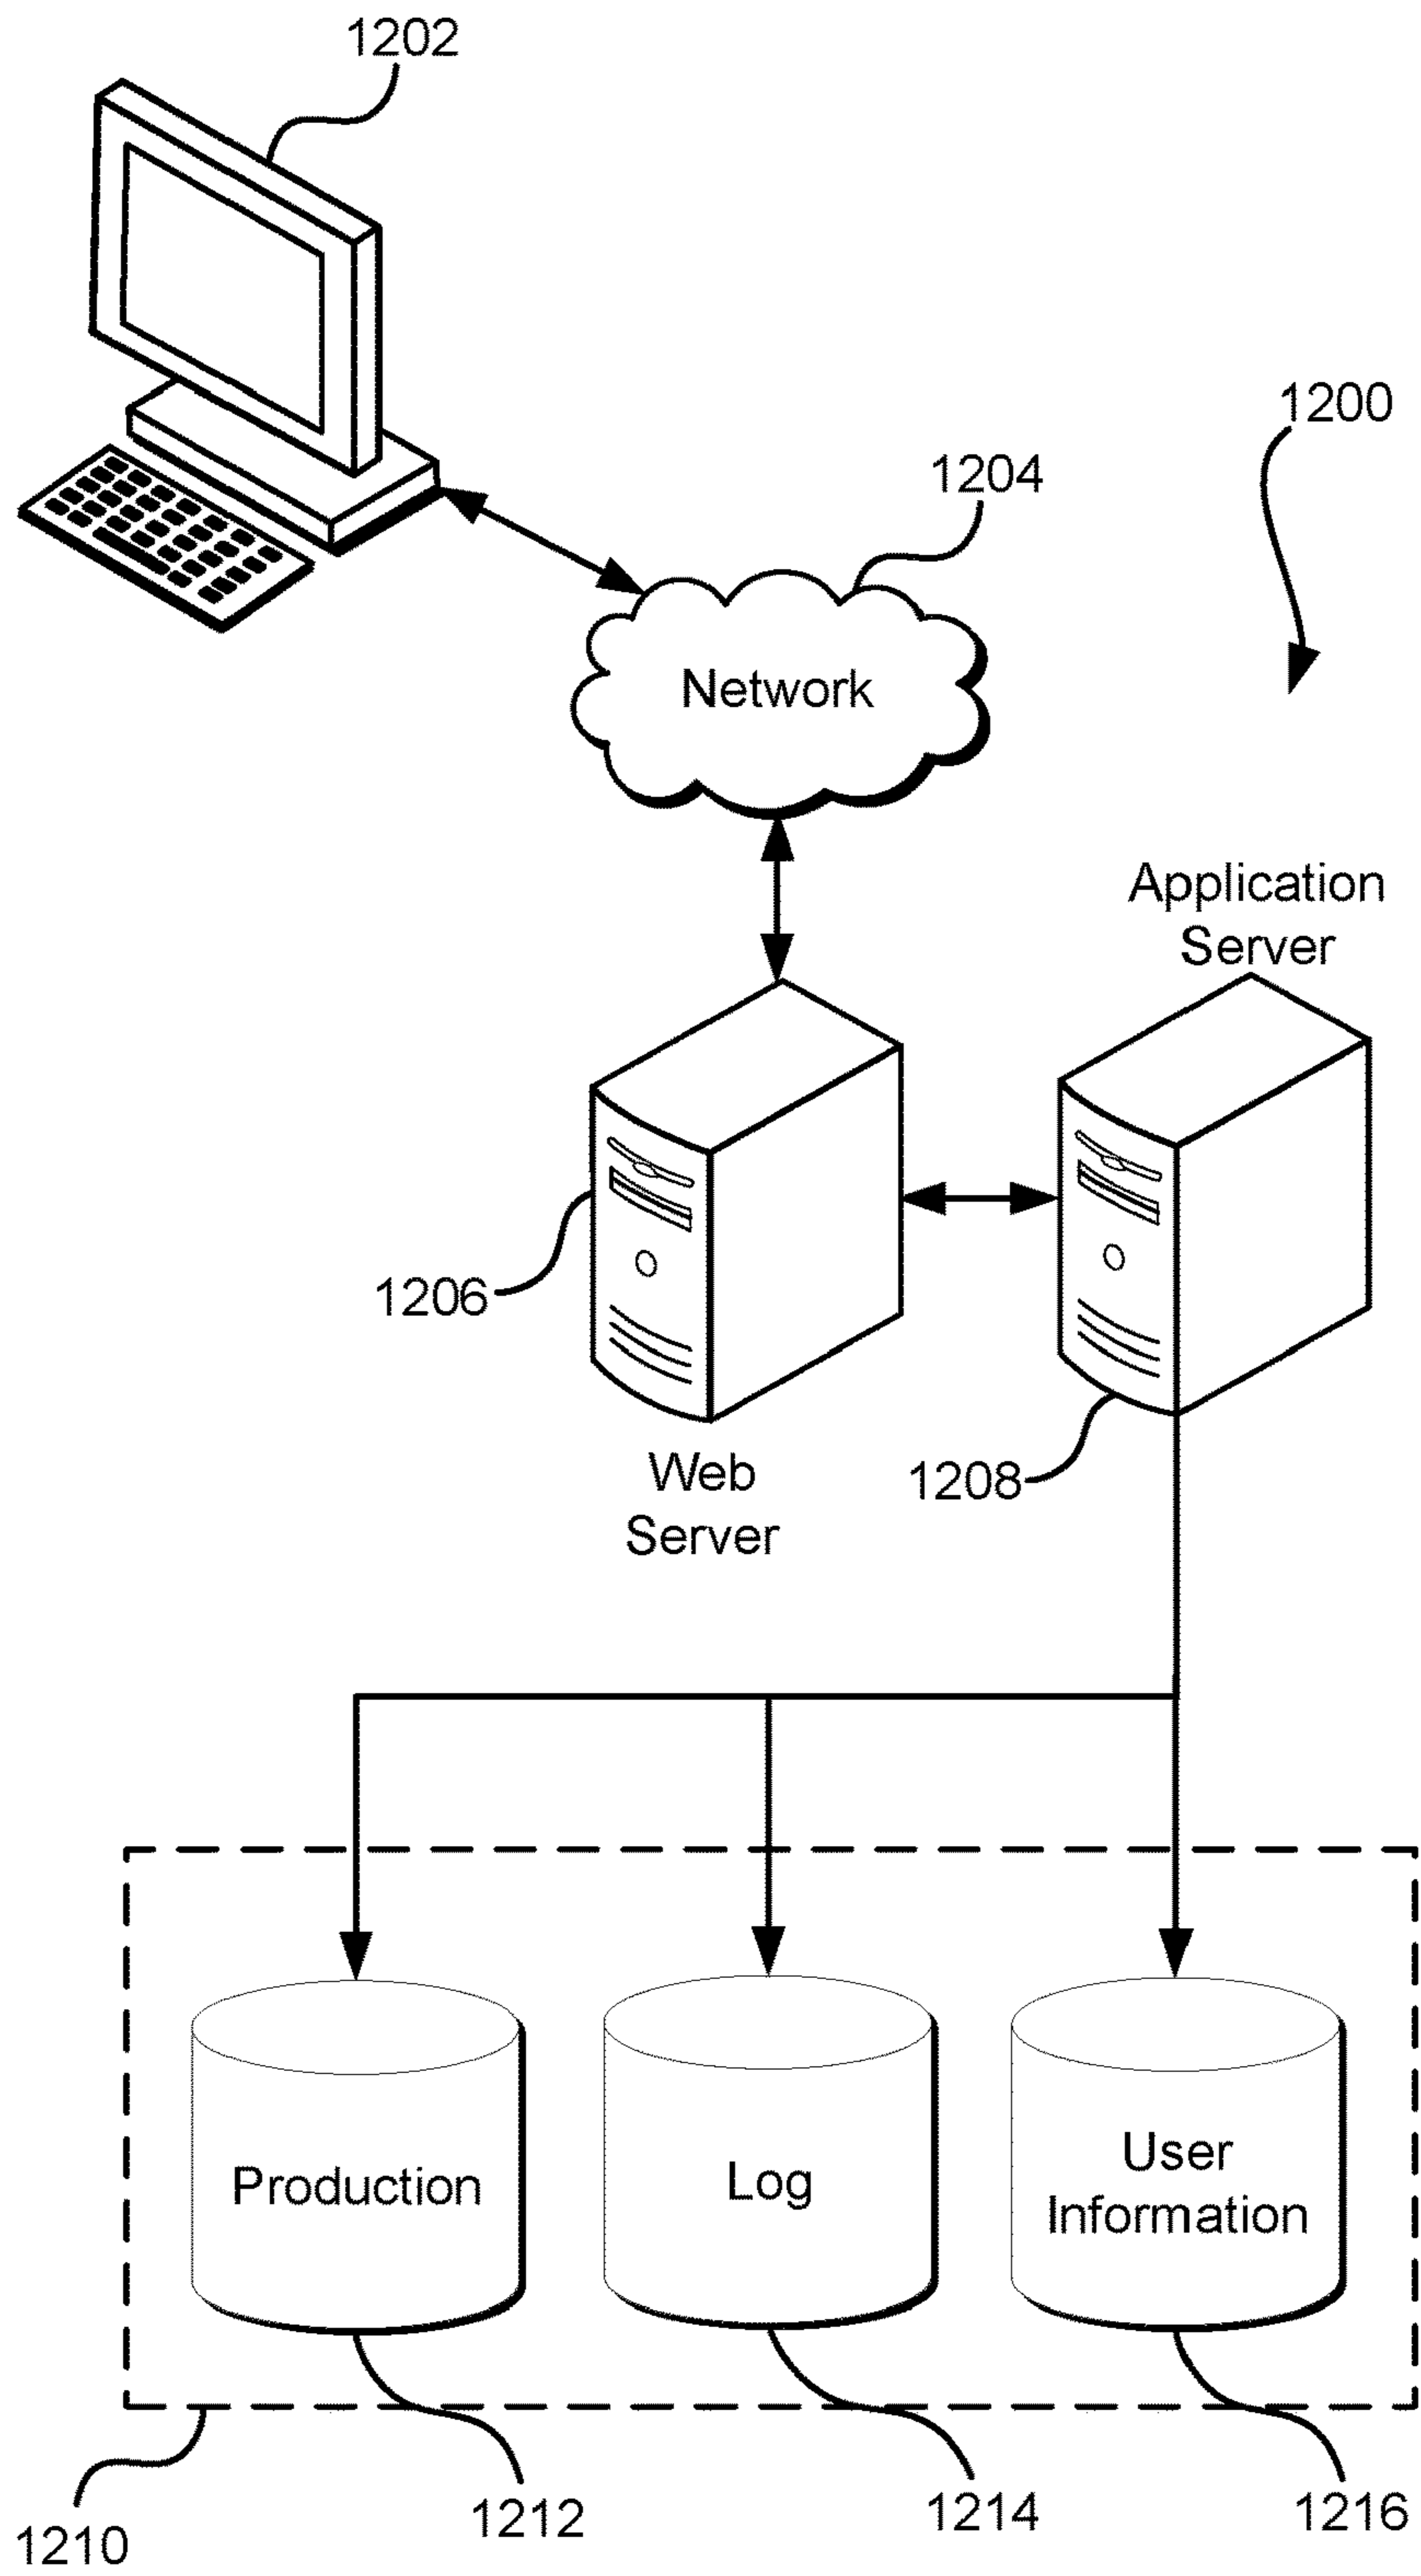 1202
1200
1204
Network
Application
Server
1206
Web
Server
1208
Production
Log
User
Information
1210
1212
1214
1216